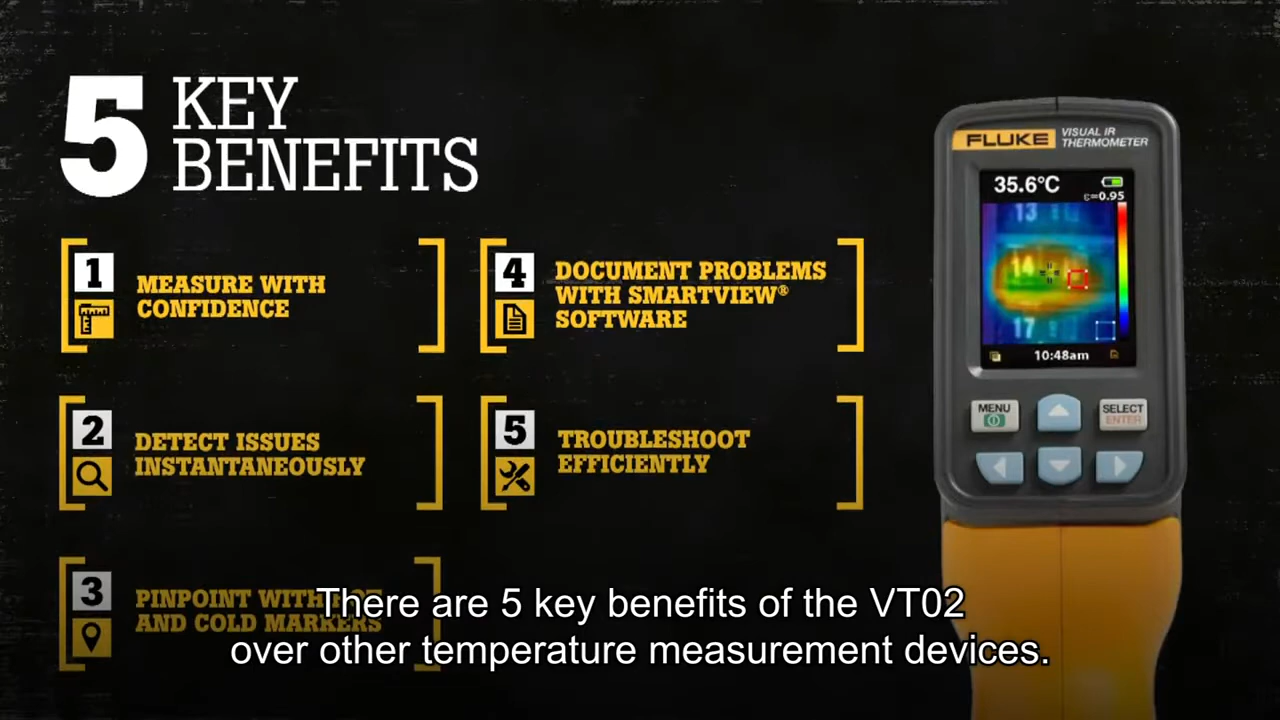 5 KEY
BENEFITS
1
MEASURE WITH
CONFIDENCE
2
DETECT ISSUES
INSTANTANEOUSLY
3
PINPOINT WITH
AND COLD MARKERS
4
DOCUMENT PROBLEMS
WITH SMARTVIEW®
SOFTWARE
5
TROUBLESHOOT
EFFICIENTLY
FLUKE
VISUAL IR
THERMOMETER
35.6°C
ε=0.95
13
14
17
10:48am
MENU
SELECT
ENTER
There are 5 key benefits of the VT02
over other temperature measurement devices.